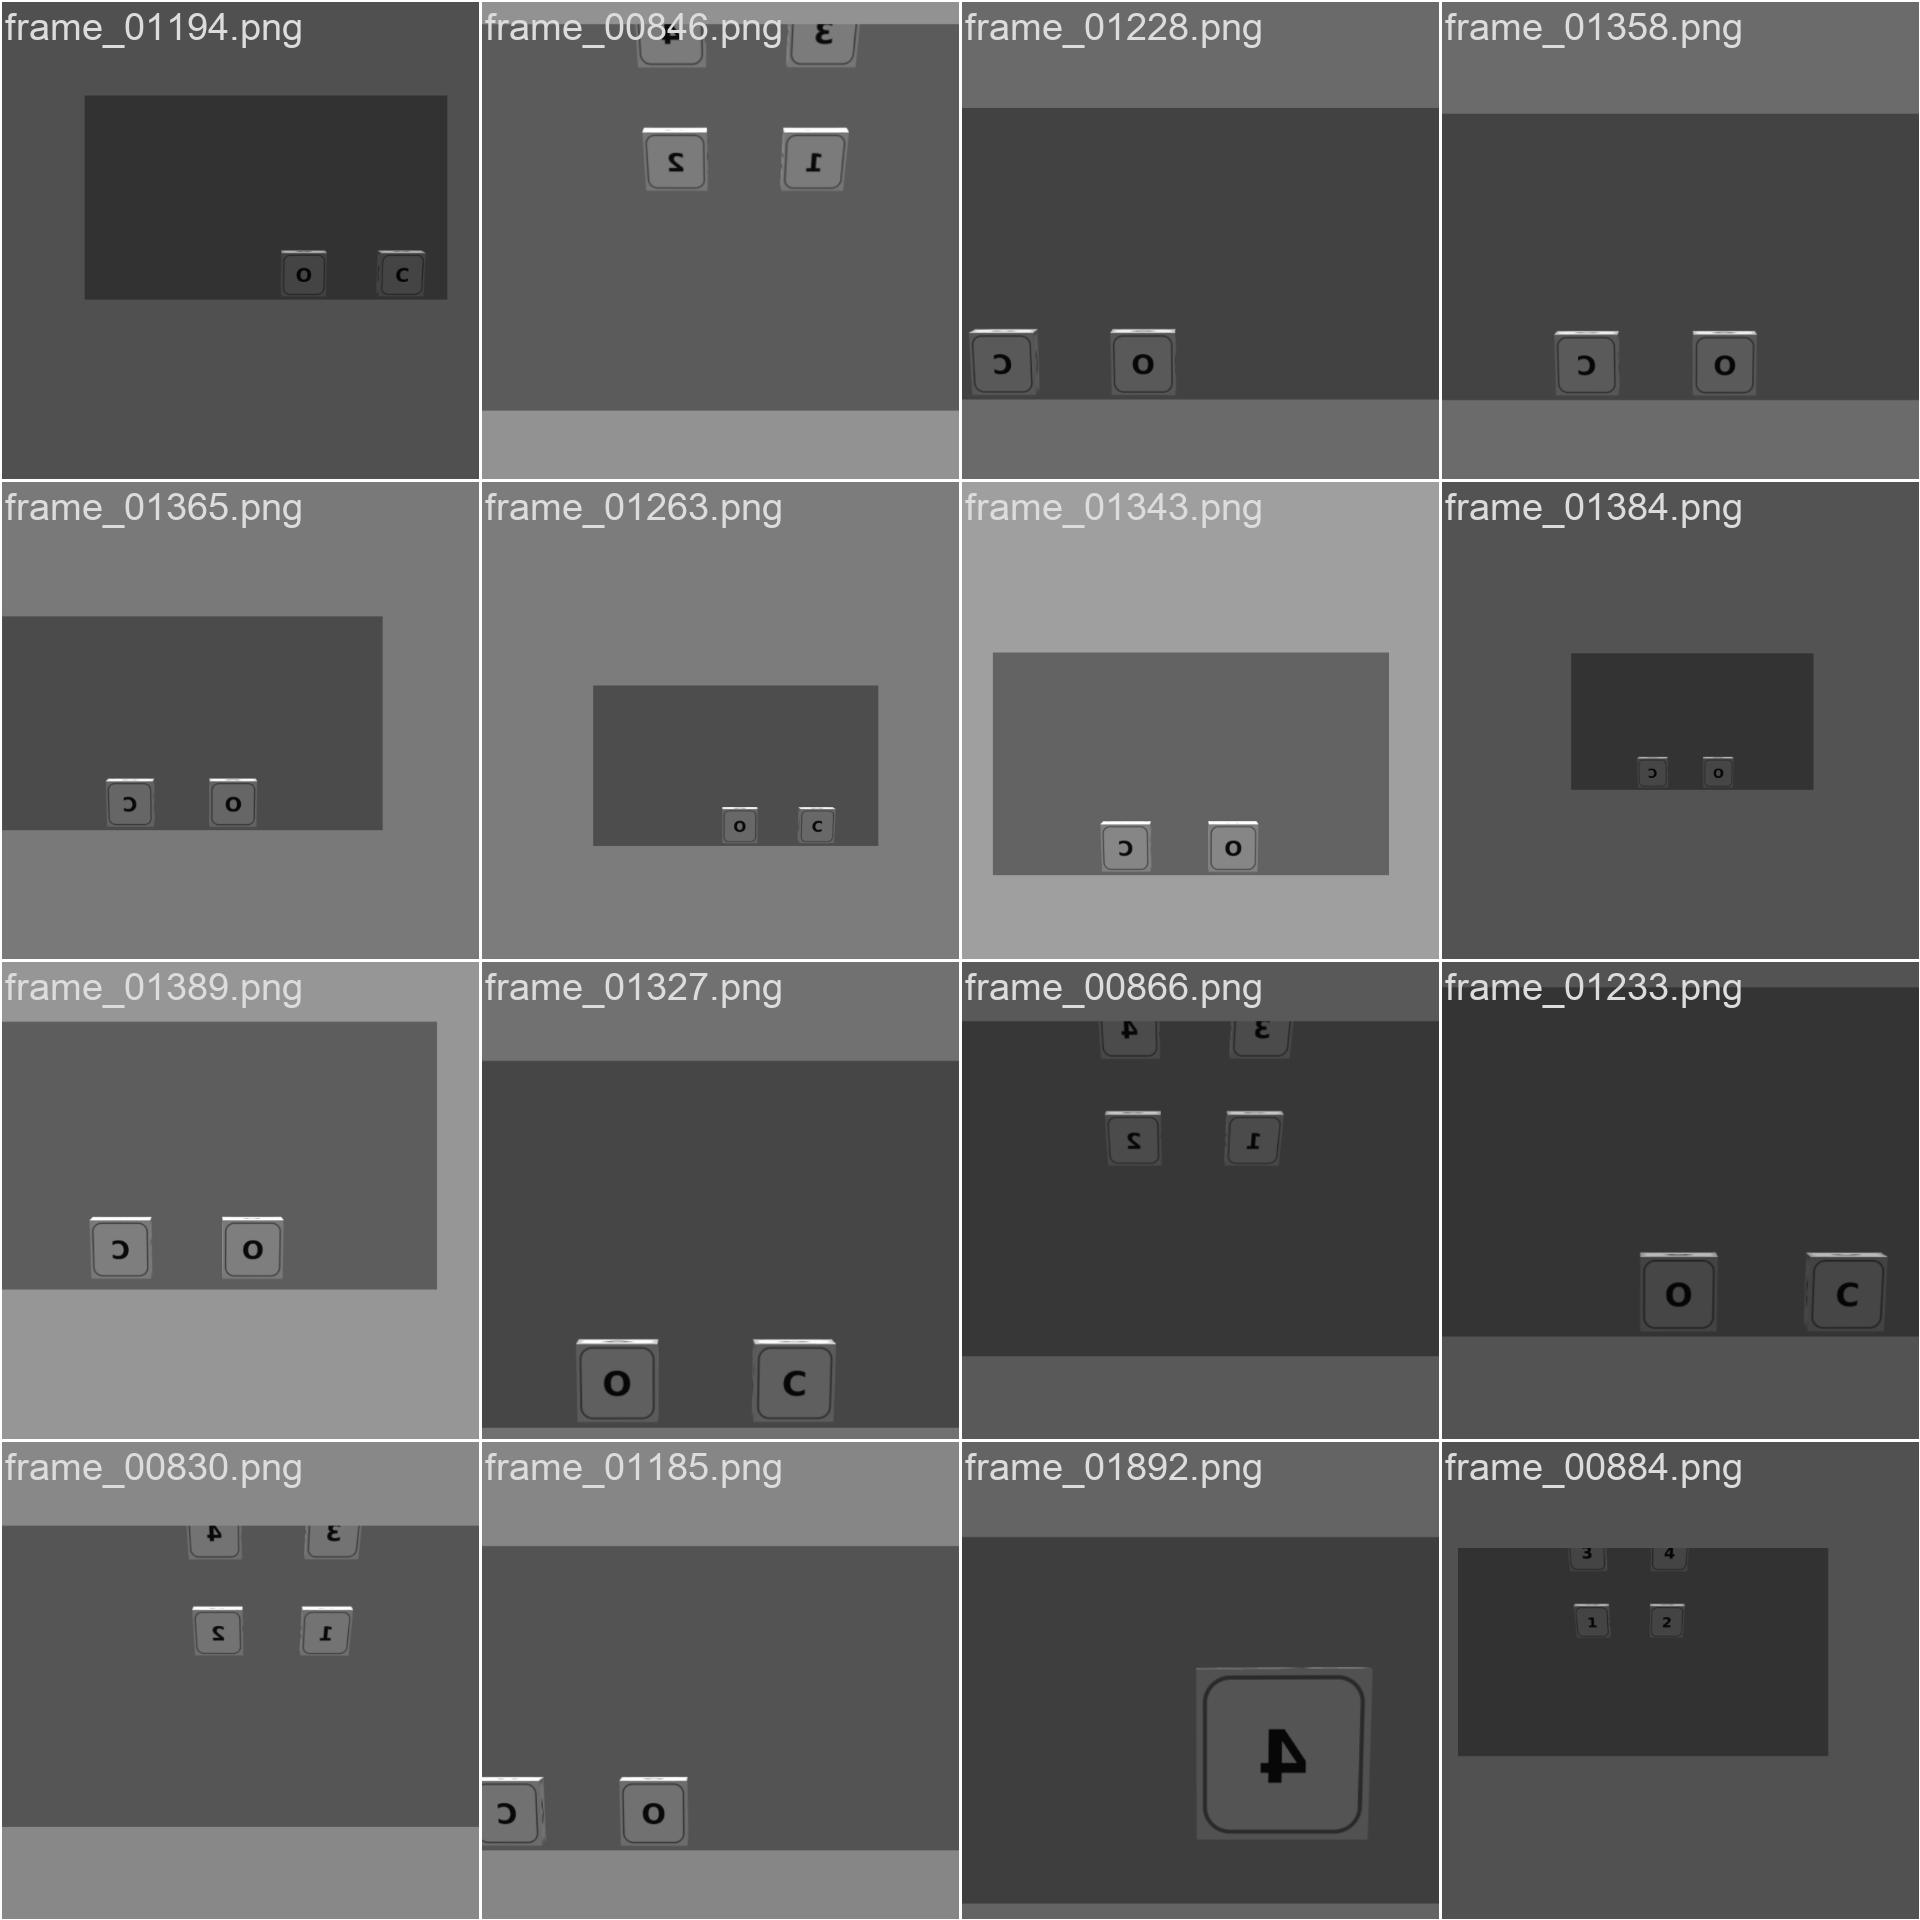 frame_01194.png
O C
frame_00846.png
4 3
2 1
frame_01228.png
C O
frame_01358.png
C O
frame_01365.png
C O
frame_01263.png
O C
frame_01343.png
C O
frame_01384.png
C O
frame_01389.png
C O
frame_01327.png
O C
frame_00866.png
4 3
2 1
frame_01233.png
O C
frame_00830.png
4 3
2 1
frame_01185.png
C O
frame_01892.png
4
frame_00884.png
3 4
1 2